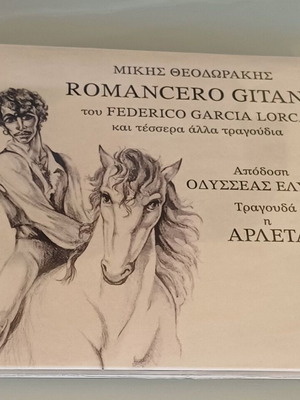 ΜΙΚΗΣ ΘΕΟΔΩΡΑΚΗΣ
ROMANCERO GITAN
του FEDERICO GARCIA LORCA
και τέσσερα άλλα τραγούδια
Απόδοση
ΟΔΥΣΣΕΑΣ ΕΛΥ
Τραγουδά
η
ΑΡΛΕΤΑ